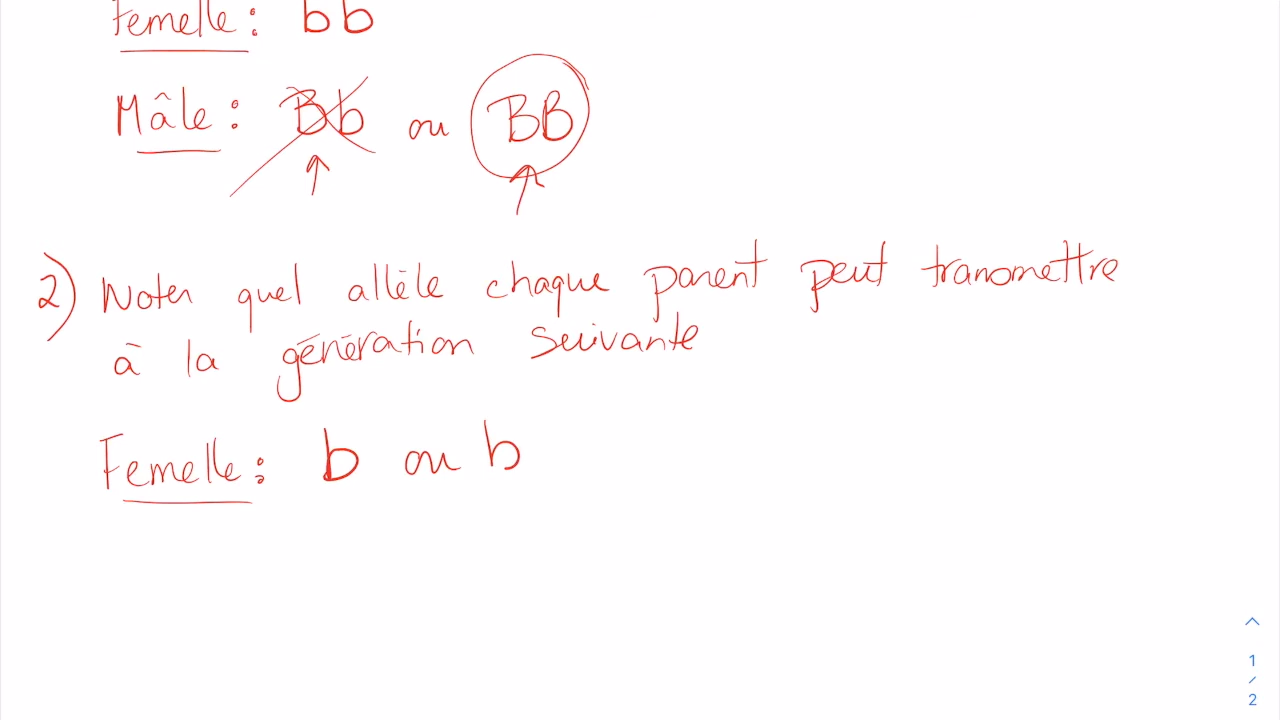 Femelle : bb
Mâle : Bb ou BB
2) Noter quel allèle chaque parent peut transmettre
à la génération suivante
Femelle : b ou b
1
/
2